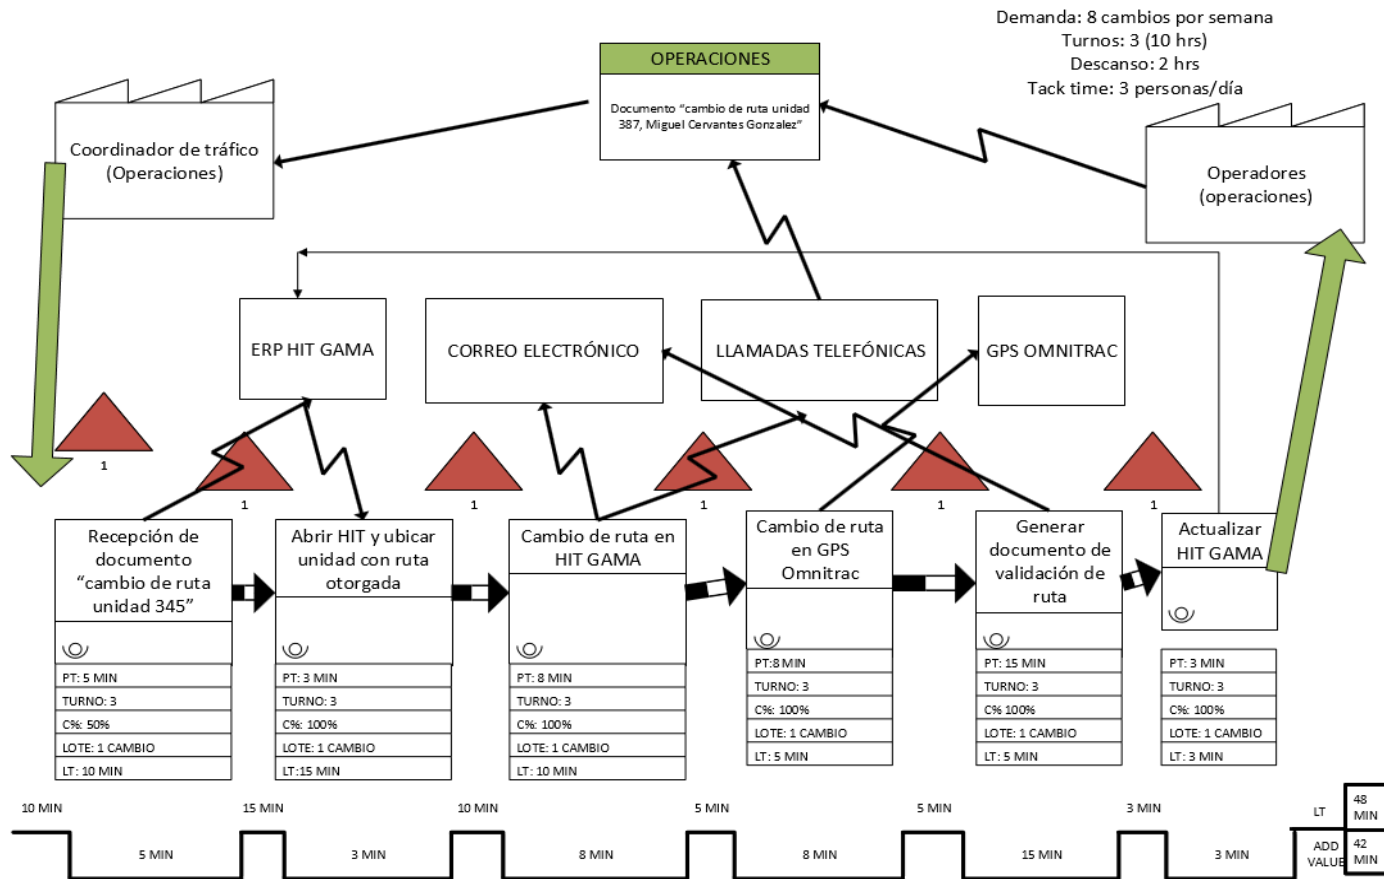 Demanda: 8 cambios por semana
Turnos: 3 (10 hrs)
Descanso: 2 hrs
Tack time: 3 personas/día
OPERACIONES
Documento “cambio de ruta unidad
387, Miguel Cervantes Gonzalez”
Coordinador de tráfico
(Operaciones)
Operadores
(operaciones)
ERP HIT GAMA
CORREO ELECTRÓNICO
LLAMADAS TELEFÓNICAS
GPS OMNITRAC
1
1
1
1
1
1
Recepción de
documento
“cambio de ruta
unidad 345”
PT: 5 MIN
TURNO: 3
C%: 50%
LOTE: 1 CAMBIO
LT: 10 MIN
Abrir HIT y ubicar
unidad con ruta
otorgada
PT: 3 MIN
TURNO: 3
C%: 100%
LOTE: 1 CAMBIO
LT:15 MIN
Cambio de ruta en
HIT GAMA
PT: 8 MIN
TURNO: 3
C%: 100%
LOTE: 1 CAMBIO
LT: 10 MIN
Cambio de ruta
en GPS
Omnitrac
PT:8 MIN
TURNO: 3
C%: 100%
LOTE: 1 CAMBIO
LT: 5 MIN
Generar
documento de
validación de
ruta
PT: 15 MIN
TURNO: 3
C% 100%
LOTE: 1 CAMBIO
LT: 5 MIN
Actualizar
HIT GAMA
PT: 3 MIN
TURNO: 3
C%: 100%
LOTE: 1 CAMBIO
LT: 3 MIN
10 MIN
15 MIN
10 MIN
5 MIN
5 MIN
3 MIN
LT
48
MIN
5 MIN
3 MIN
8 MIN
8 MIN
15 MIN
3 MIN
ADD
VALUE
42
MIN